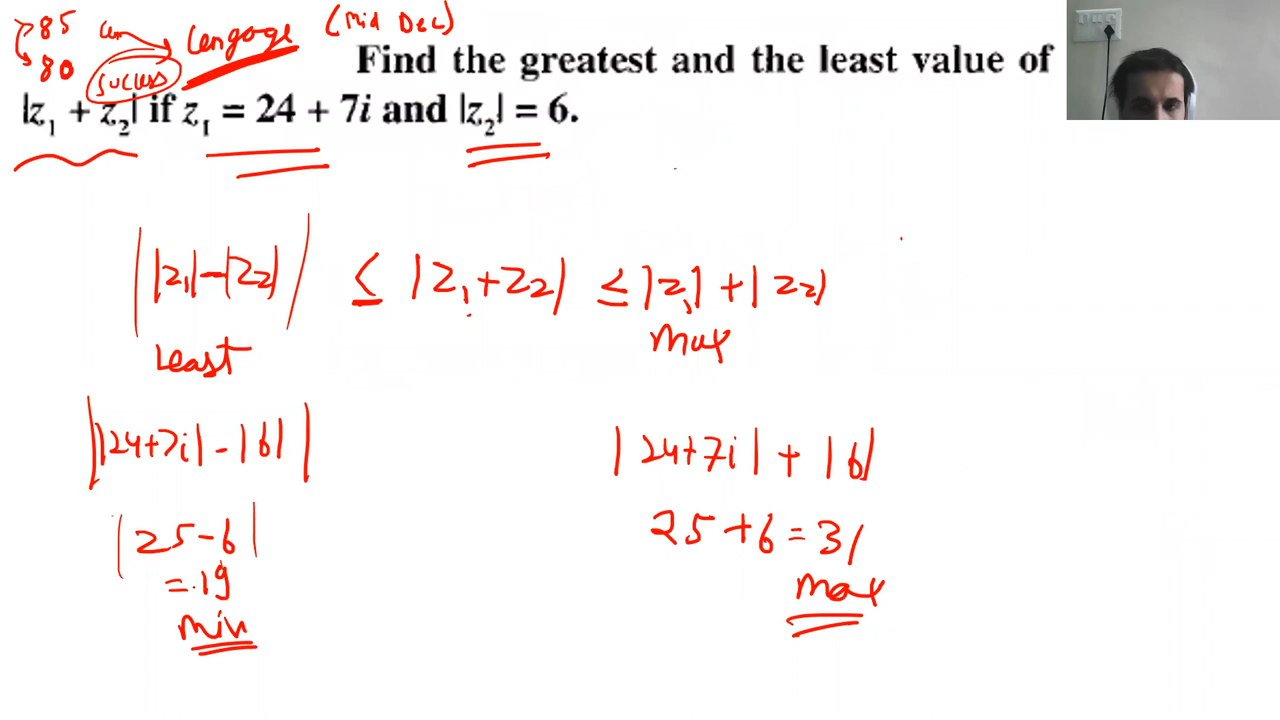 85 Cengage (Mid Dec)
80 success
Find the greatest and the least value of
|z₁ + z₂| if z₁ = 24 + 7i and |z₂| = 6.
||z₁|-|z₂|| ≤ |z₁+z₂| ≤ |z₁|+|z₂|
Least max
||24+7i| - |6|| |24+7i| + |6|
|25-6| 25+6=31
=.19 max
min